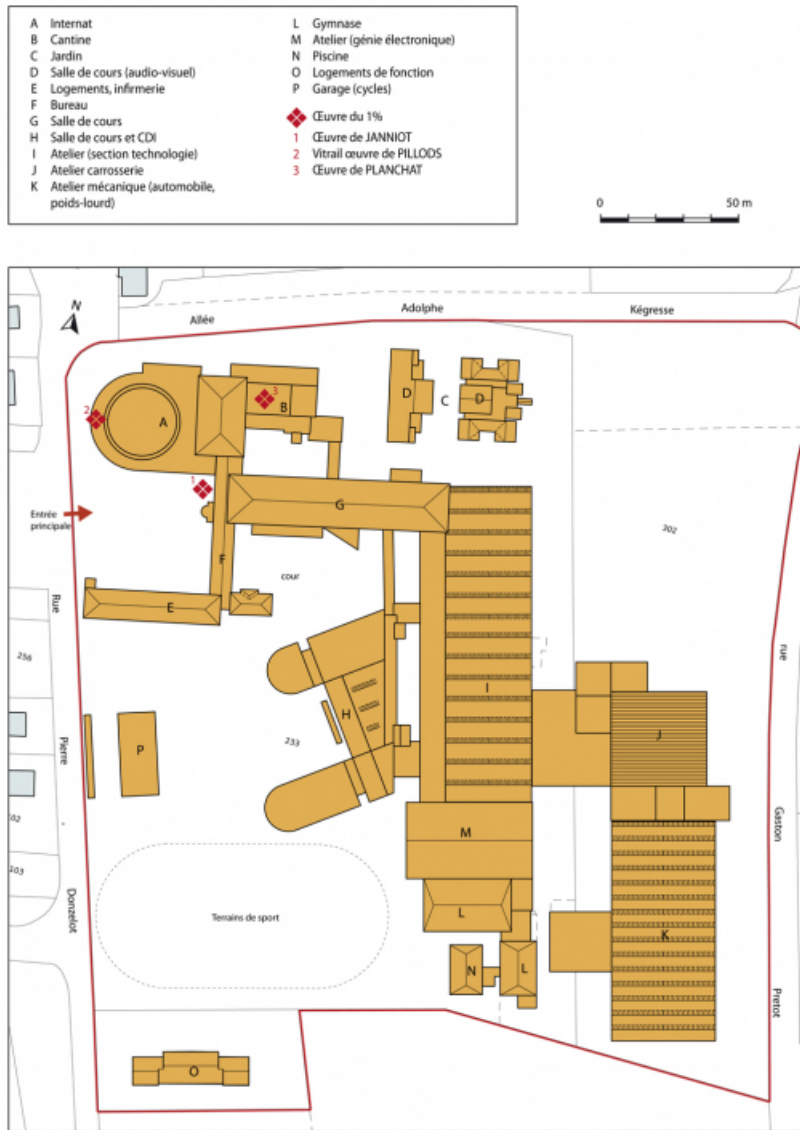 A Internat
B Cantine
C Jardin
D Salle de cours (audio-visuel)
E Logements, infirmerie
F Bureau
G Salle de cours
H Salle de cours et CDI
I Atelier (section technologie)
J Atelier carrosserie
K Atelier mécanique (automobile,
poids-lourd)
L Gymnase
M Atelier (génie électronique)
N Piscine
O Logements de fonction
P Garage (cycles)
Œuvre du 1%
1 Œuvre de JANNIOT
2 Vitrail œuvre de PILLODS
3 Œuvre de PLANCHAT
0 50 m
N
Allée Adolphe Kégresse
A
B
C
D
D
1
2
3
Entrée
principale
G
F
302
cour
E
Rue
rue
256
I
H
233
J
P
Pierre
02
Gaston
M
103
Donzelot
Terrains de sport
L
K
N
L
Pretot
O